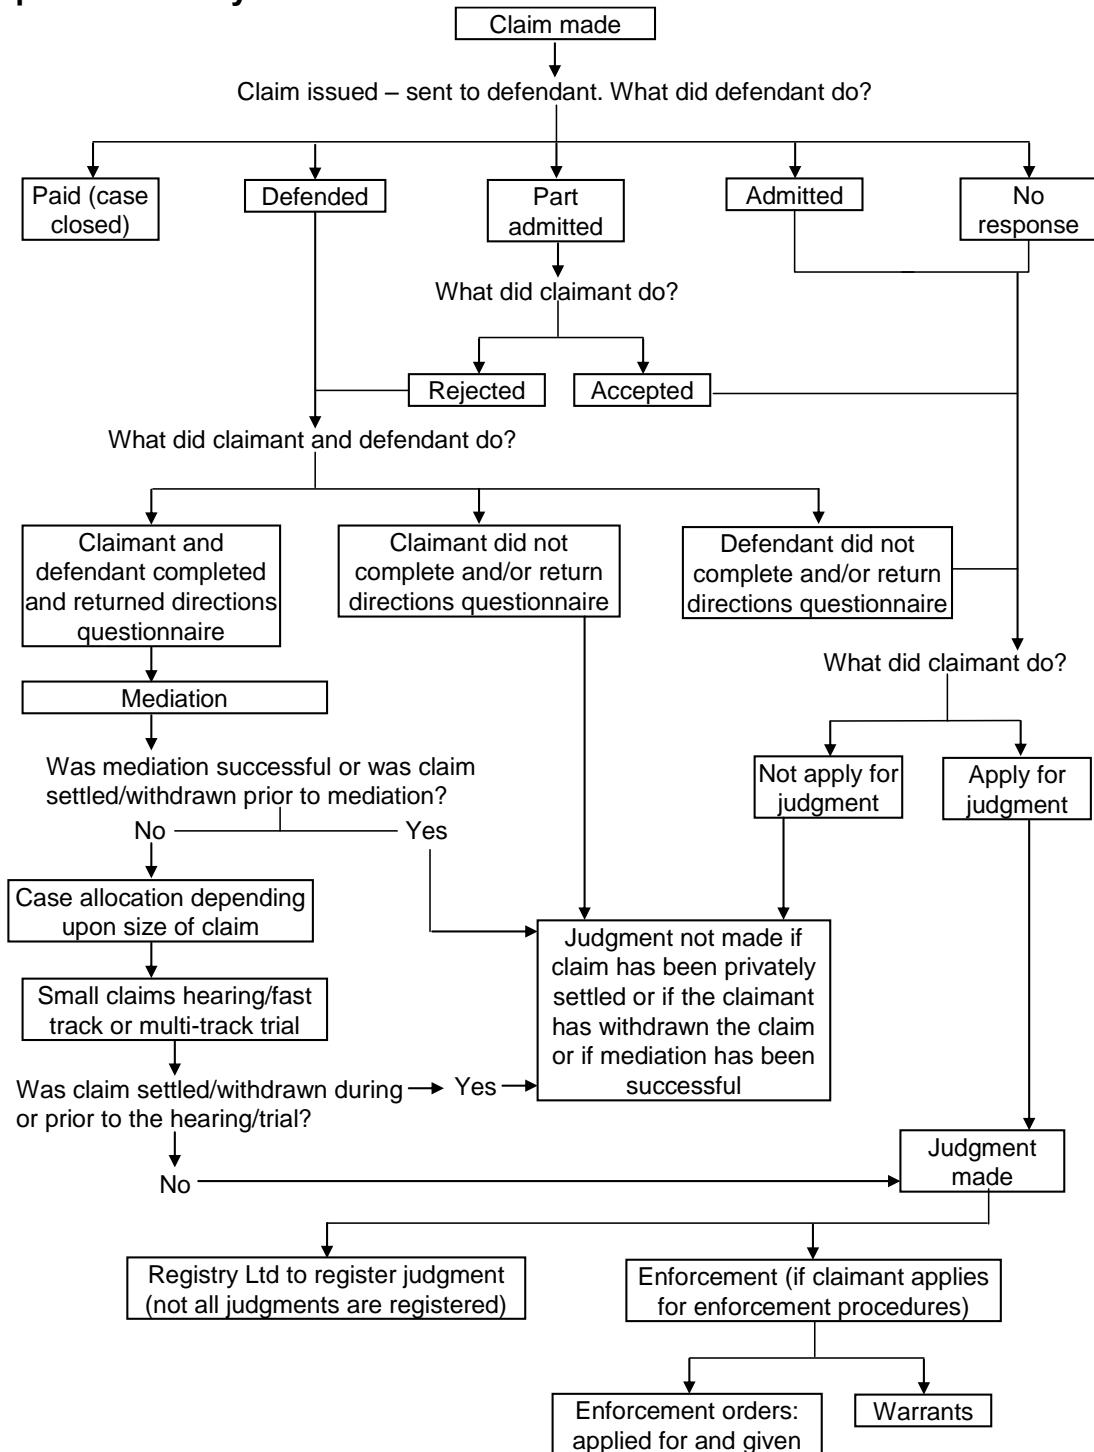 Claim made
Claim issued – sent to defendant. What did defendant do?
Paid (case
closed)
Defended
Part
admitted
Admitted
No
response
What did claimant do?
Rejected
Accepted
What did claimant and defendant do?
Claimant and
defendant completed
and returned directions
questionnaire
Claimant did not
complete and/or return
directions questionnaire
Defendant did not
complete and/or return
directions questionnaire
What did claimant do?
Mediation
Was mediation successful or was claim
settled/withdrawn prior to mediation?
No
Yes
Not apply for
judgment
Apply for
judgment
Case allocation depending
upon size of claim
Small claims hearing/fast
track or multi-track trial
Judgment not made if
claim has been privately
settled or if the claimant
has withdrawn the claim
or if mediation has been
successful
Was claim settled/withdrawn during
or prior to the hearing/trial?
Yes
No
Judgment
made
Registry Ltd to register judgment
(not all judgments are registered)
Enforcement (if claimant applies
for enforcement procedures)
Enforcement orders:
applied for and given
Warrants